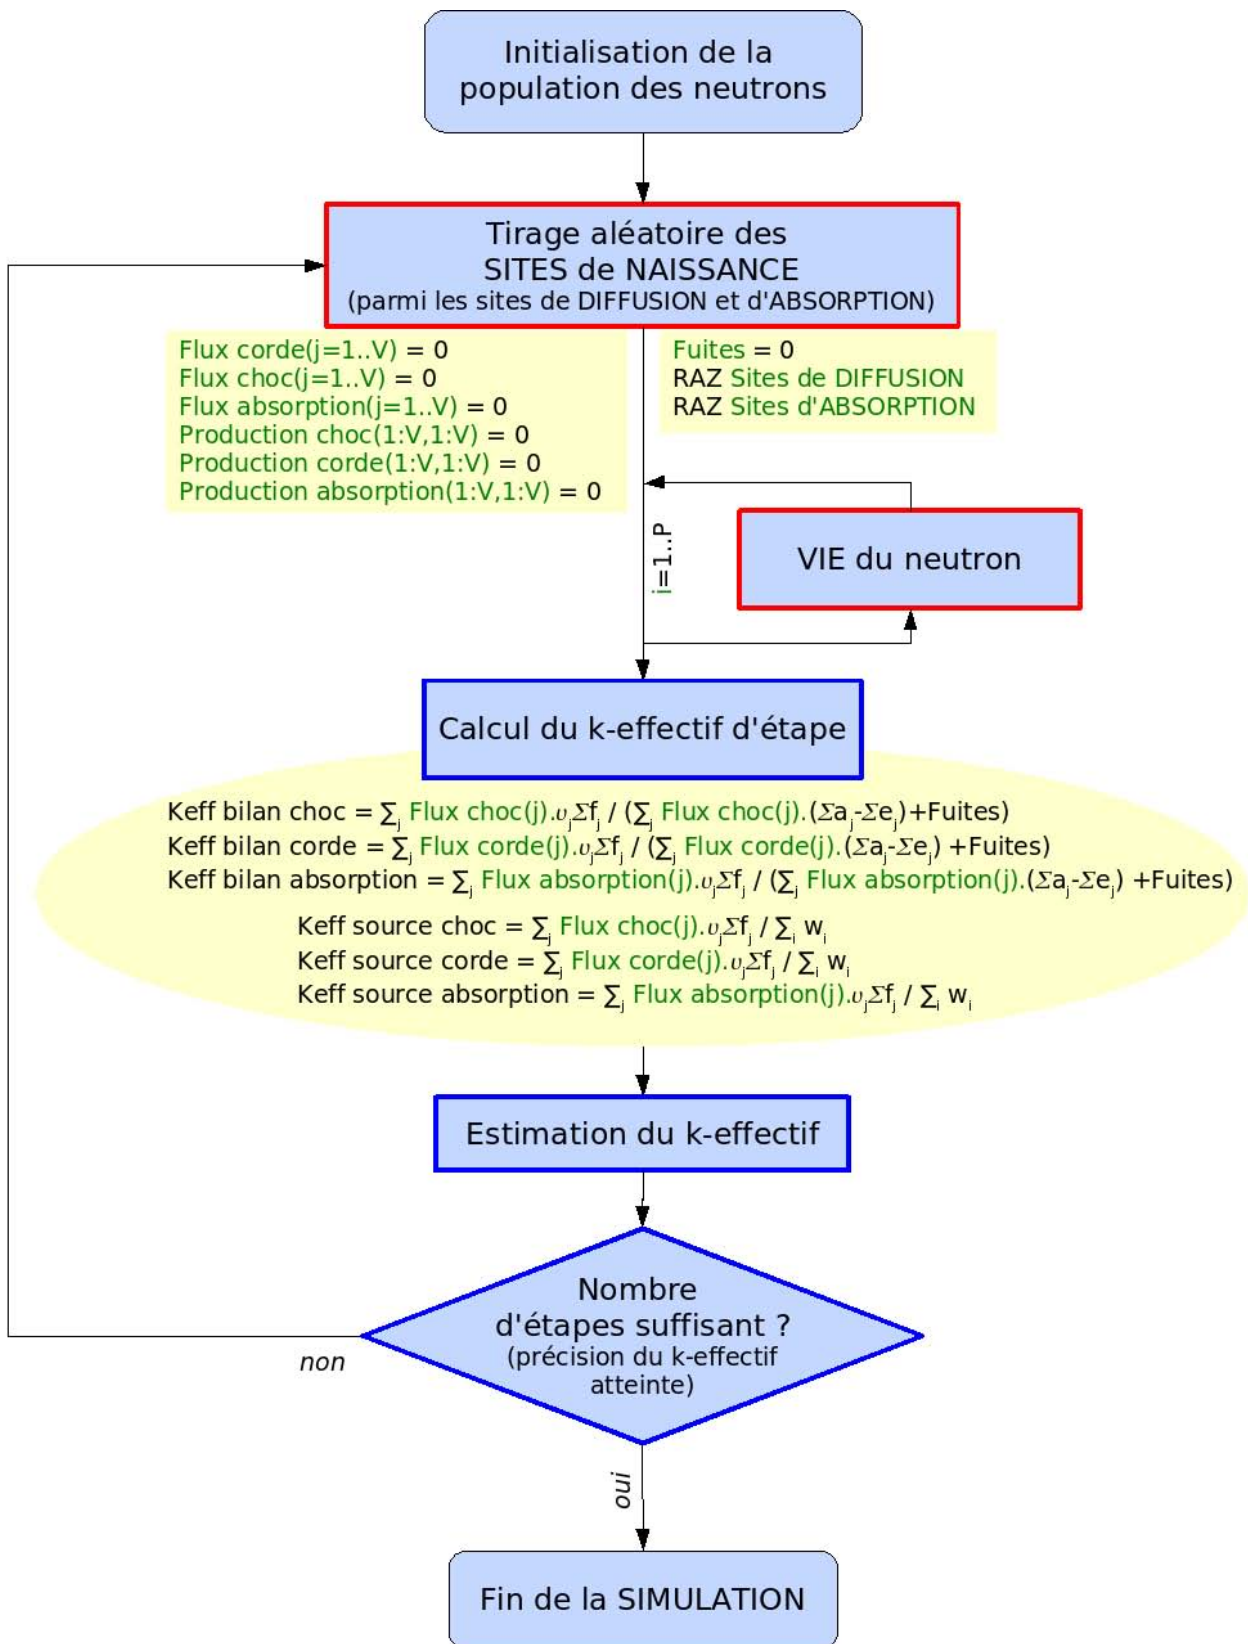 Initialisation de la
population des neutrons
Tirage aléatoire des
SITES de NAISSANCE
(parmi les sites de DIFFUSION et d'ABSORPTION)
Flux corde(j=1..V) = 0
Flux choc(j=1..V) = 0
Flux absorption(j=1..V) = 0
Production choc(1:V,1:V) = 0
Production corde(1:V,1:V) = 0
Production absorption(1:V,1:V) = 0
Fuites = 0
RAZ Sites de DIFFUSION
RAZ Sites d'ABSORPTION
i=1..P
VIE du neutron
Calcul du k-effectif d'étape
Keff bilan choc = ∑j Flux choc(j).υjΣfj / (∑j Flux choc(j).(Σaj-Σej)+Fuites)
Keff bilan corde = ∑j Flux corde(j).υjΣfj / (∑j Flux corde(j).(Σaj-Σej) +Fuites)
Keff bilan absorption = ∑j Flux absorption(j).υjΣfj / (∑j Flux absorption(j).(Σaj-Σej) +Fuites)
Keff source choc = ∑j Flux choc(j).υjΣfj / ∑i wi
Keff source corde = ∑j Flux corde(j).υjΣfj / ∑i wi
Keff source absorption = ∑j Flux absorption(j).υjΣfj / ∑i wi
Estimation du k-effectif
Nombre
d'étapes suffisant ?
(précision du k-effectif
atteinte)
non
oui
Fin de la SIMULATION